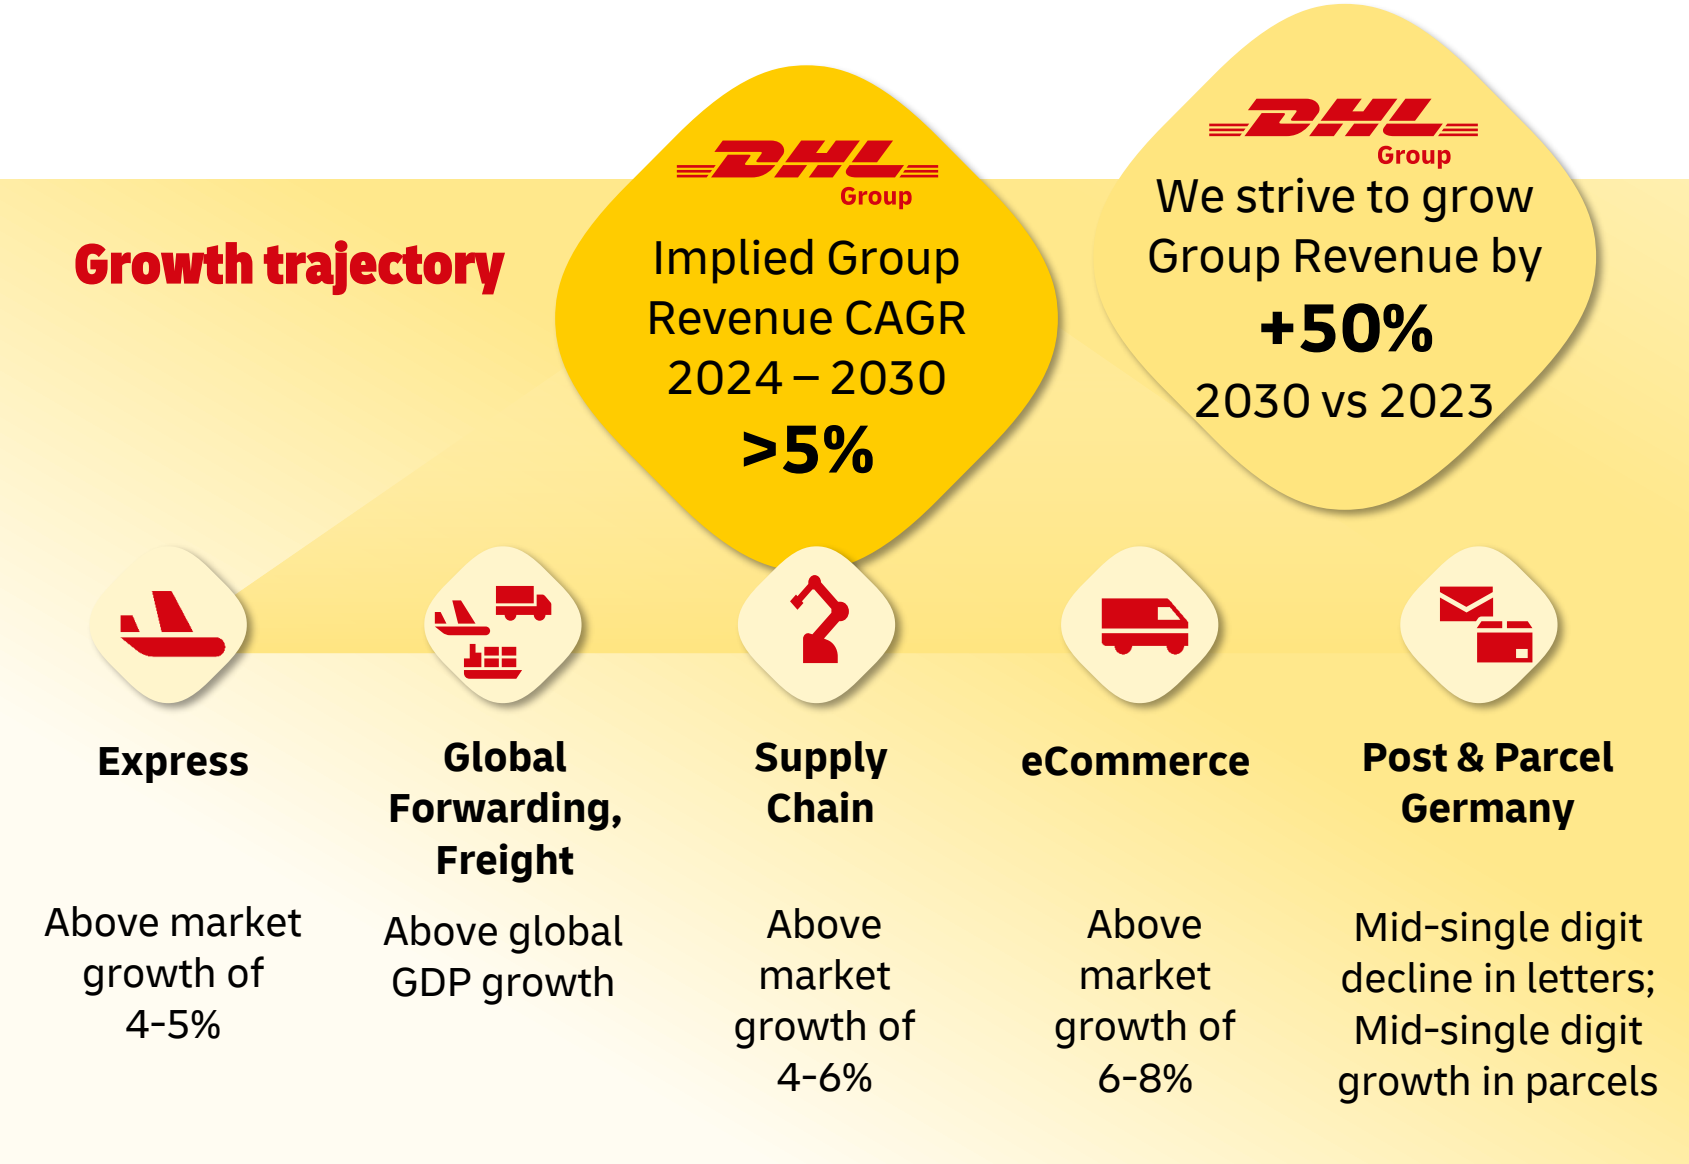 Growth trajectory
DHL
Group
Implied Group
Revenue CAGR
2024 – 2030
>5%
DHL
Group
We strive to grow
Group Revenue by
+50%
2030 vs 2023
Express
Above market
growth of
4-5%
Global
Forwarding,
Freight
Above global
GDP growth
Supply
Chain
Above
market
growth of
4-6%
eCommerce
Above
market
growth of
6-8%
Post & Parcel
Germany
Mid-single digit
decline in letters;
Mid-single digit
growth in parcels